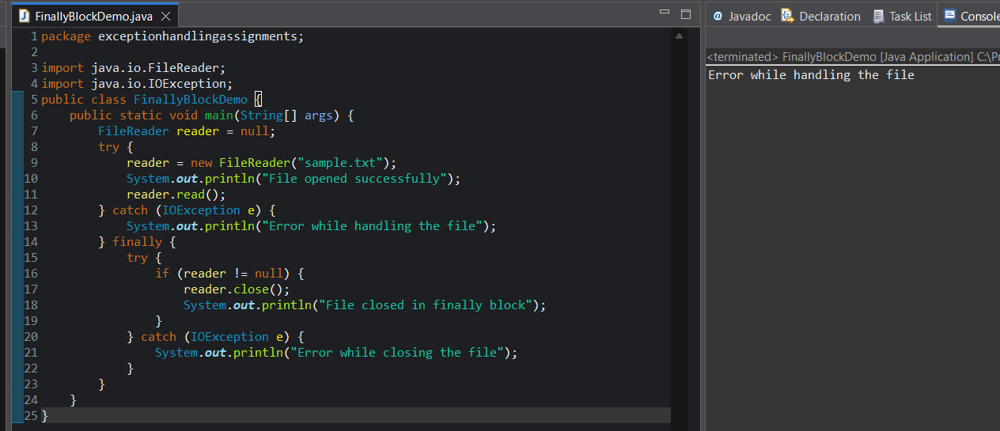 FinallyBlockDemo.java
1 package exceptionhandlingassignments;
2
3 import java.io.FileReader;
4 import java.io.IOException;
5 public class FinallyBlockDemo {
6     public static void main(String[] args) {
7         FileReader reader = null;
8         try {
9             reader = new FileReader("sample.txt");
10             System.out.println("File opened successfully");
11             reader.read();
12         } catch (IOException e) {
13             System.out.println("Error while handling the file");
14         } finally {
15             try {
16                 if (reader != null) {
17                     reader.close();
18                     System.out.println("File closed in finally block");
19                 }
20             } catch (IOException e) {
21                 System.out.println("Error while closing the file");
22             }
23         }
24     }
25 }
@ Javadoc Declaration Task List Console
<terminated> FinallyBlockDemo [Java Application] C:\Pr
Error while handling the file